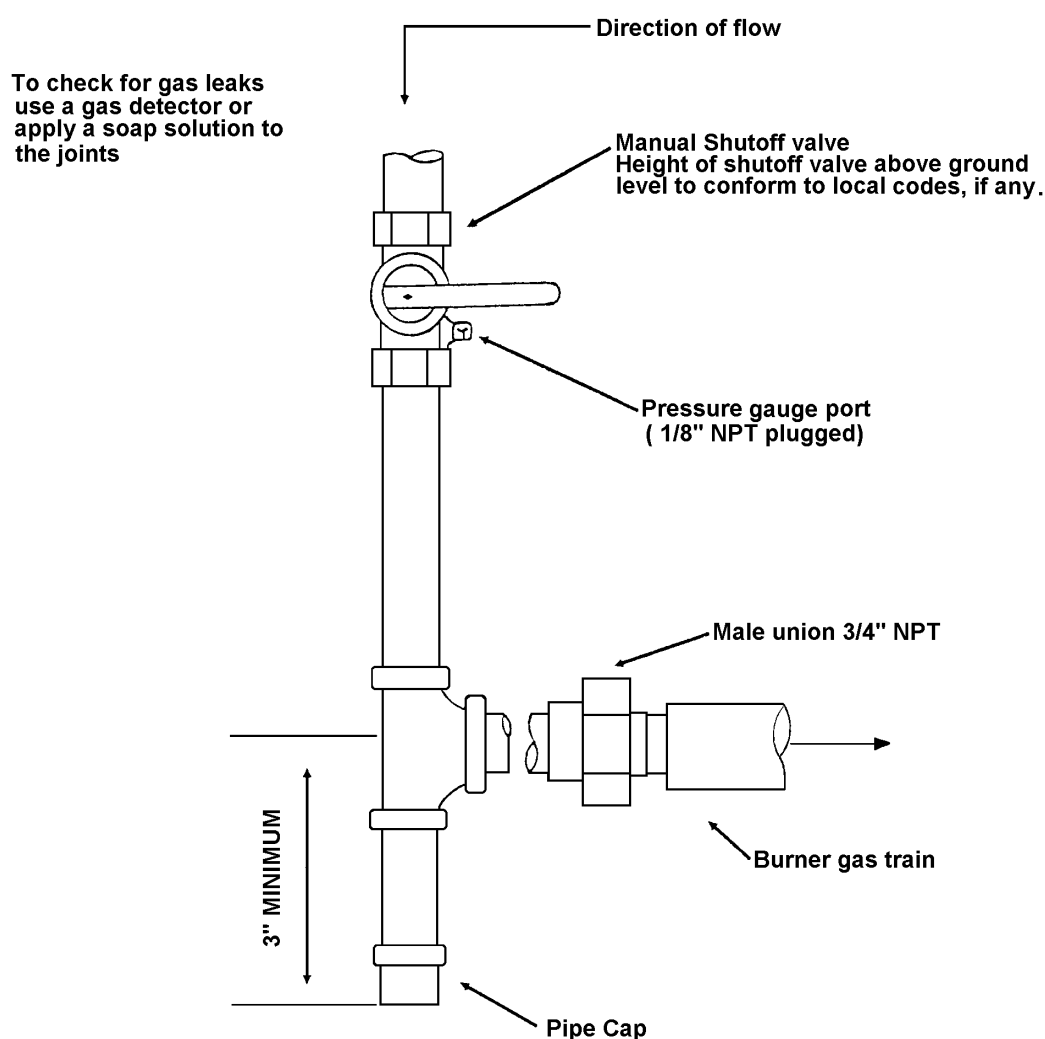 Direction of flow
To check for gas leaks
use a gas detector or
apply a soap solution to
the joints
Manual Shutoff valve
Height of shutoff valve above ground
level to conform to local codes, if any.
Pressure gauge port
( 1/8" NPT plugged)
Male union 3/4" NPT
3" MINIMUM
Burner gas train
Pipe Cap